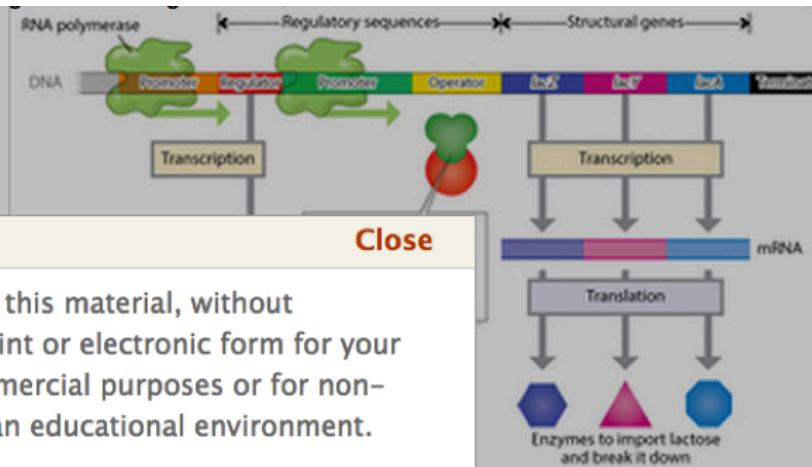 RNA polymerase
Regulatory sequences
Structural genes
DNA
Promoter Regulator Promoter Operator lacZ lacY lacA
Transcription
Transcription
mRNA
Translation
Enzymes to import lactose
and break it down
Close
this material, without
int or electronic form for your
mercial purposes or for non-
an educational environment.